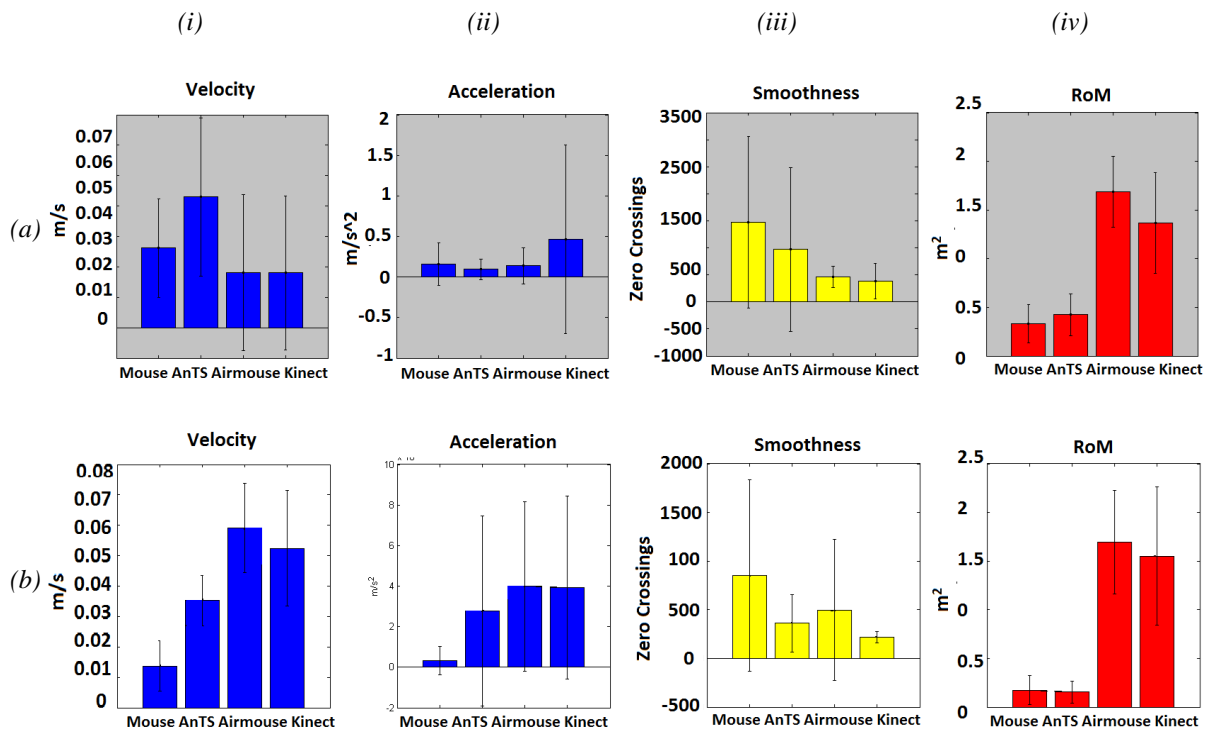 (i)
(ii)
(iii)
(iv)
(a)
Velocity
m/s
0.07
0.06
0.05
0.04
0.03
0.02
0.01
0
Mouse AnTS Airmouse Kinect
Acceleration
m/s^2
2
1.5
1
0.5
0
-0.5
-1
Mouse AnTS Airmouse Kinect
Smoothness
Zero Crossings
3500
2500
1500
500
0
-500
-1000
Mouse AnTS Airmouse Kinect
RoM
m²
2.5
2
1.5
0
0.5
0
Mouse AnTS Airmouse Kinect
(b)
Velocity
m/s
0.08
0.07
0.06
0.05
0.04
0.03
0.02
0.01
0
Mouse AnTS Airmouse Kinect
Acceleration
m/s²
10
8
6
4
2
0
-2
Mouse AnTS Airmouse Kinect
Smoothness
Zero Crossings
2000
1500
100
500
0
-500
Mouse AnTS Airmouse Kinect
RoM
m²
2.5
2
1.5
0
0.5
0
Mouse AnTS Airmouse Kinect